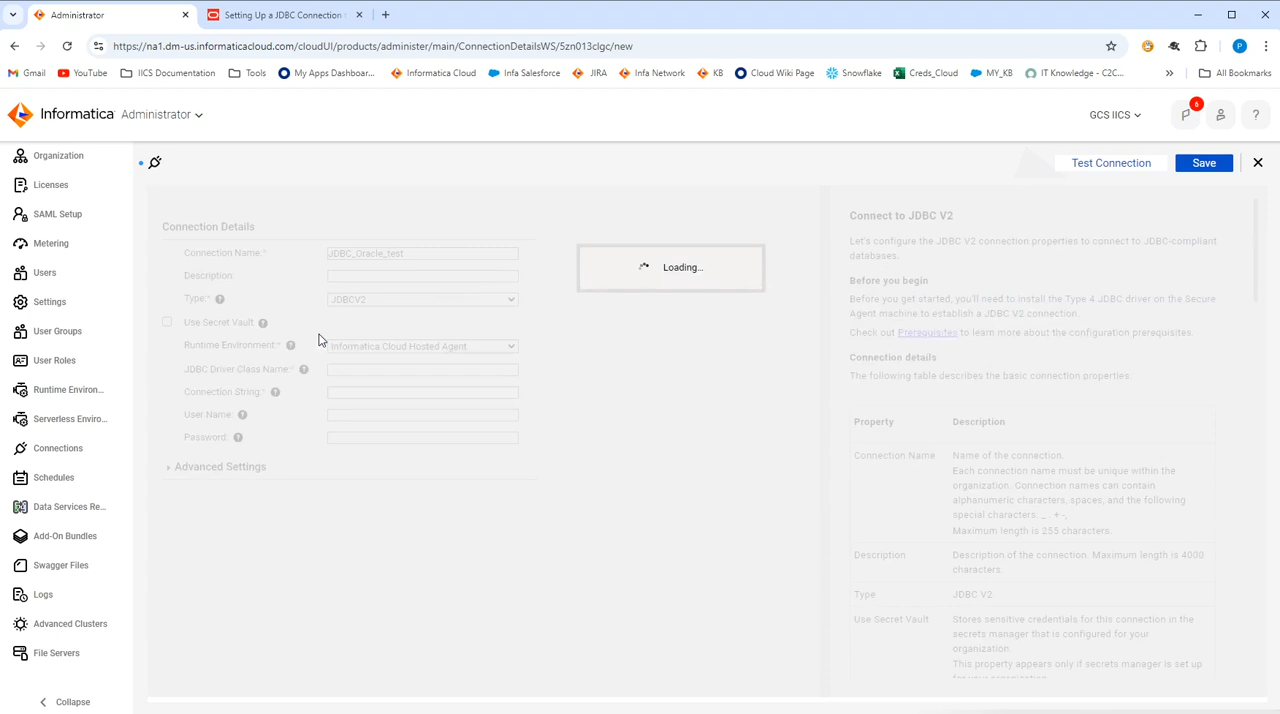 Administrator
Setting Up a JDBC Connection
https://na1.dm-us.informaticacloud.com/cloudUI/products/administer/main/ConnectionDetailsWS/5zn013clgc/new
Gmail YouTube IICS Documentation Tools My Apps Dashboar... Informatica Cloud Infa Salesforce JIRA Infa Network KB Cloud Wiki Page Snowflake Creds_Cloud MY_KB IT Knowledge - C2C... » All Bookmarks
Informatica Administrator
GCS IICS
6
?
Organization
Licenses
SAML Setup
Metering
Users
Settings
User Groups
User Roles
Runtime Environ...
Serverless Enviro...
Connections
Schedules
Data Services Re...
Add-On Bundles
Swagger Files
Logs
Advanced Clusters
File Servers
Collapse
Test Connection
Save
Connection Details
Connection Name:* JDBC_Oracle_test
Description:
Type:* ? JDBCV2
Use Secret Vault ?
Runtime Environment:* ? Informatica Cloud Hosted Agent
JDBC Driver Class Name:* ?
Connection String:* ?
User Name: ?
Password: ?
Advanced Settings
Loading...
Connect to JDBC V2
Let's configure the JDBC V2 connection properties to connect to JDBC-compliant
databases.
Before you begin
Before you get started, you'll need to install the Type 4 JDBC driver on the Secure
Agent machine to establish a JDBC V2 connection.
Check out Prerequisites to learn more about the configuration prerequisites.
Connection details
The following table describes the basic connection properties:
Property Description
Connection Name Name of the connection.
Each connection name must be unique within the
organization. Connection names can contain
alphanumeric characters, spaces, and the following
special characters: _ . + -,
Maximum length is 255 characters.
Description Description of the connection. Maximum length is 4000
characters.
Type JDBC V2
Use Secret Vault Stores sensitive credentials for this connection in the
secrets manager that is configured for your
organization.
This property appears only if secrets manager is set up
for your organization.